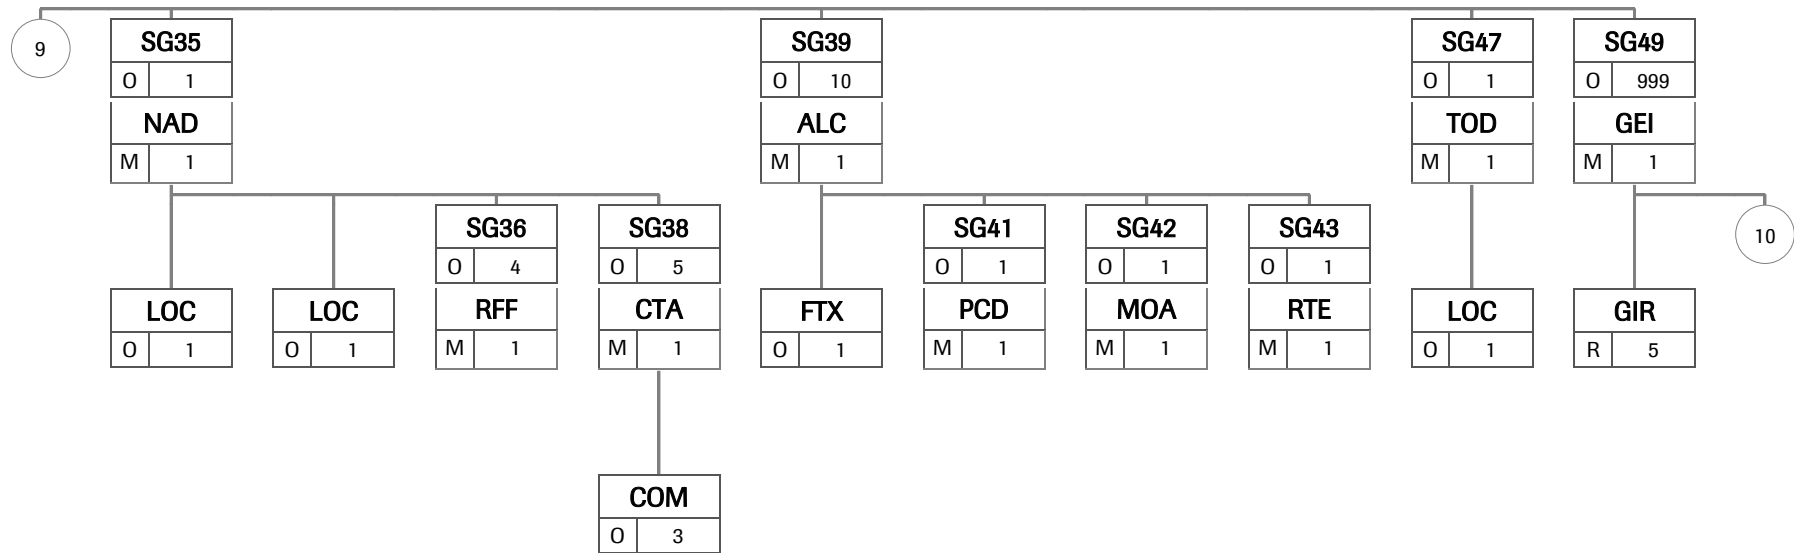 9
SG35
O 1
NAD
M 1
SG39
O 10
ALC
M 1
SG47
O 1
TOD
M 1
SG49
O 999
GEI
M 1
10
LOC
O 1
LOC
O 1
SG36
O 4
RFF
M 1
SG38
O 5
CTA
M 1
COM
O 3
FTX
O 1
SG41
O 1
PCD
M 1
SG42
O 1
MOA
M 1
SG43
O 1
RTE
M 1
LOC
O 1
GIR
R 5